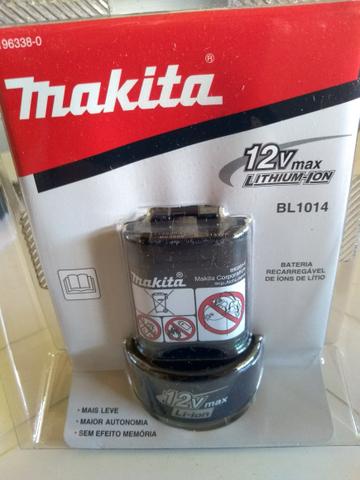 196338-0
makita®
12Vmax
LITHIUM-ION
BL1014
BATERIA
RECARREGÁVEL
DE ÍONS DE LÍTIO
Makita Corporation
makita
12Vmax
Li-ion
• MAIS LEVE
• MAIOR AUTONOMIA
• SEM EFEITO MEMÓRIA